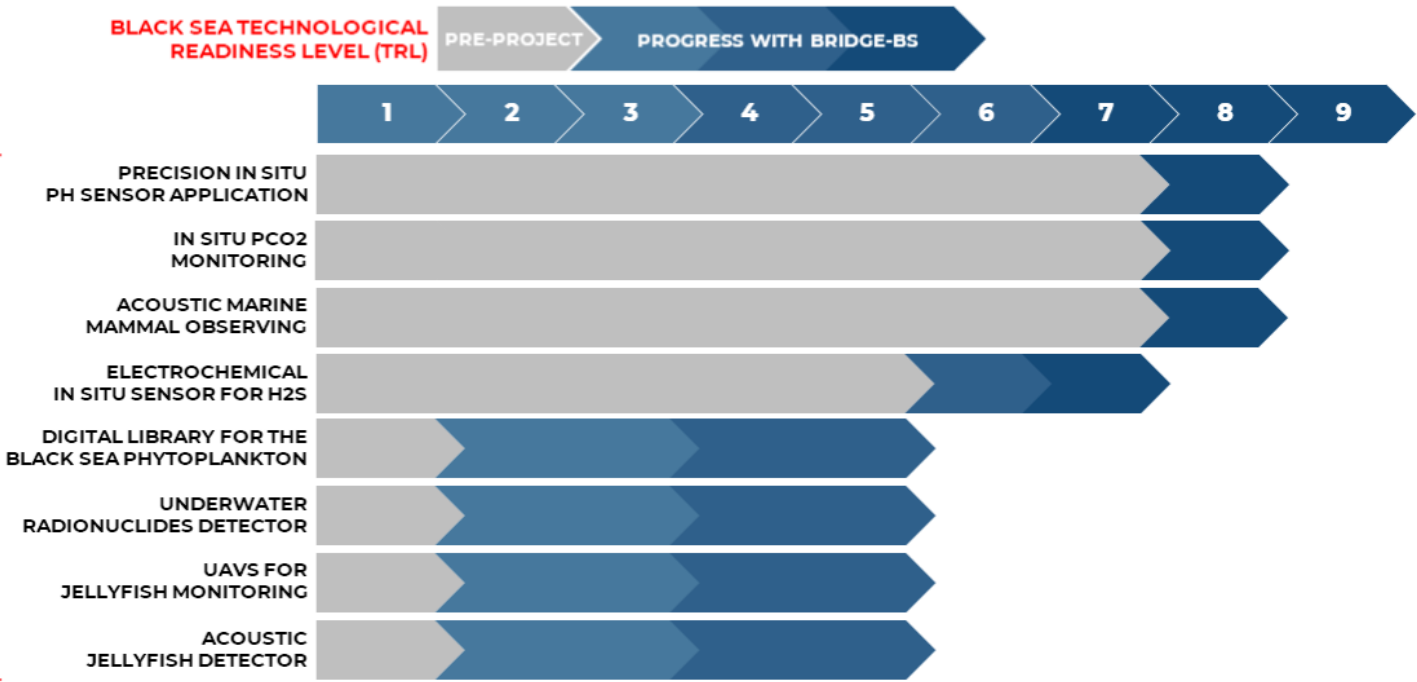 BLACK SEA TECHNOLOGICAL
READINESS LEVEL (TRL)
PRE-PROJECT
PROGRESS WITH BRIDGE-BS
1 2 3 4 5 6 7 8 9
PRECISION IN SITU
PH SENSOR APPLICATION
IN SITU PCO2
MONITORING
ACOUSTIC MARINE
MAMMAL OBSERVING
ELECTROCHEMICAL
IN SITU SENSOR FOR H2S
DIGITAL LIBRARY FOR THE
BLACK SEA PHYTOPLANKTON
UNDERWATER
RADIONUCLIDES DETECTOR
UAVS FOR
JELLYFISH MONITORING
ACOUSTIC
JELLYFISH DETECTOR